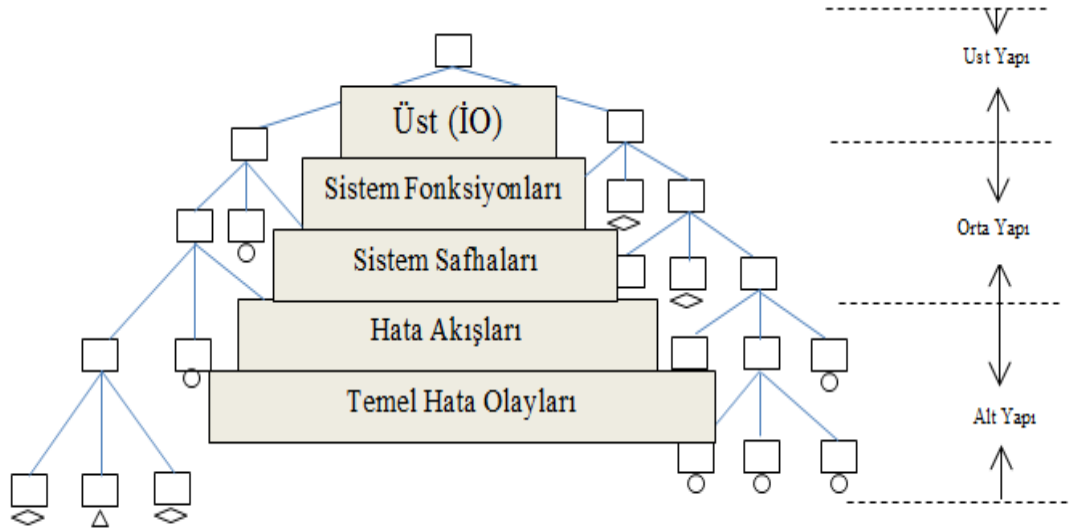 Üst (İO)
Sistem Fonksiyonları
Sistem Safhaları
Hata Akışları
Temel Hata Olayları
Ust Yapı
Orta Yapı
Alt Yapı